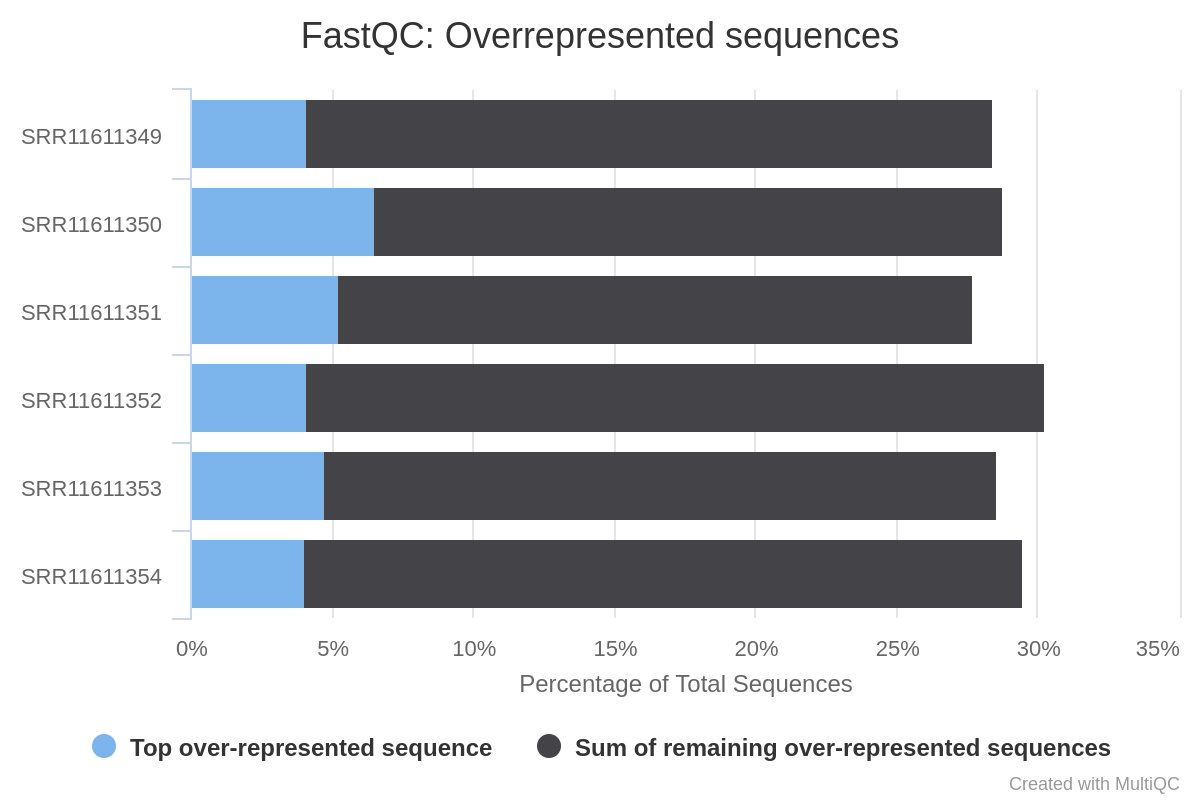 FastQC: Overrepresented sequences
SRR11611349
SRR11611350
SRR11611351
SRR11611352
SRR11611353
SRR11611354
0% 5% 10% 15% 20% 25% 30% 35%
Percentage of Total Sequences
Top over-represented sequence Sum of remaining over-represented sequences
Created with MultiQC